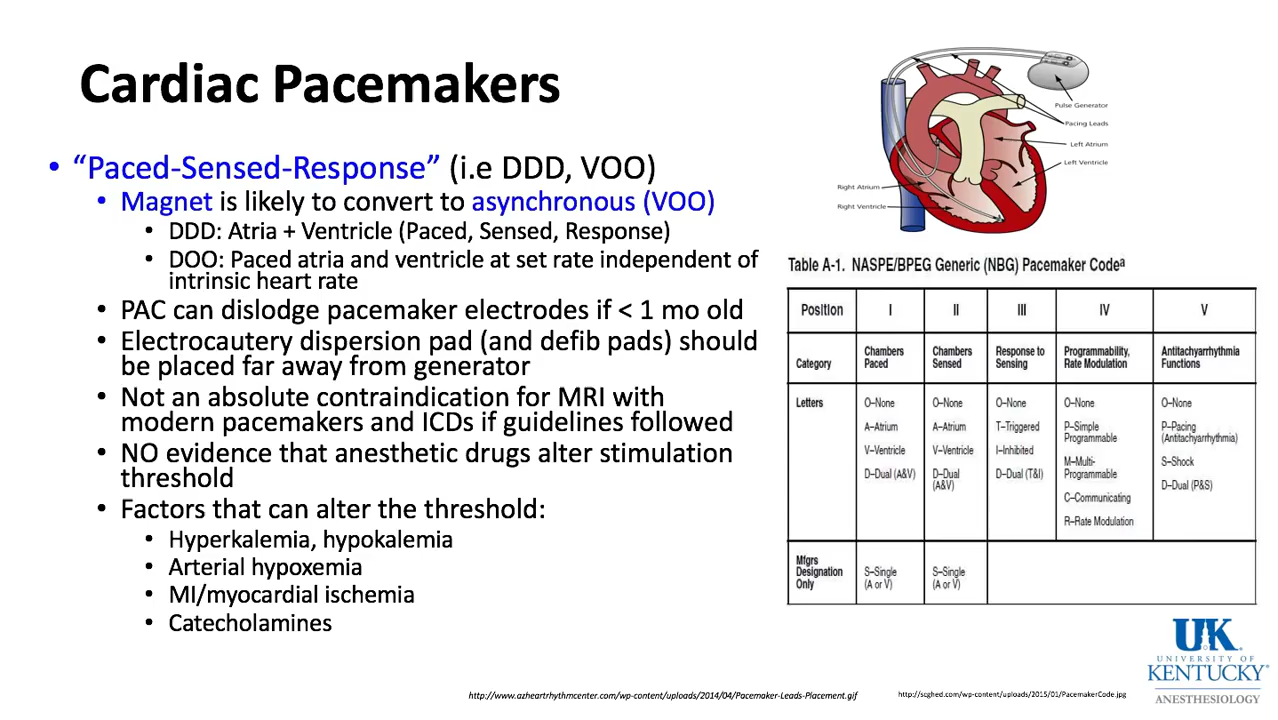 Cardiac Pacemakers
• “Paced-Sensed-Response” (i.e DDD, VOO)
• Magnet is likely to convert to asynchronous (VOO)
• DDD: Atria + Ventricle (Paced, Sensed, Response)
• DOO: Paced atria and ventricle at set rate independent of
intrinsic heart rate
• PAC can dislodge pacemaker electrodes if < 1 mo old
• Electrocautery dispersion pad (and defib pads) should
be placed far away from generator
• Not an absolute contraindication for MRI with
modern pacemakers and ICDs if guidelines followed
• NO evidence that anesthetic drugs alter stimulation
threshold
• Factors that can alter the threshold:
• Hyperkalemia, hypokalemia
• Arterial hypoxemia
• MI/myocardial ischemia
• Catecholamines
Pulse Generator
Pacing Leads
Left Atrium
Left Ventricle
Right Atrium
Right Ventricle
Table A-1. NASPE/BPEG Generic (NBG) Pacemaker Codeᵃ
Position I II III IV V
Category
Chambers
Paced
Chambers
Sensed
Response to
Sensing
Programmability,
Rate Modulation
Antitachyarrhythmia
Functions
Letters
O–None
A–Atrium
V–Ventricle
D–Dual (A&V)
O–None
A–Atrium
V–Ventricle
D–Dual
(A&V)
O–None
T–Triggered
I–Inhibited
D–Dual (T&I)
O–None
P–Simple
Programmable
M–Multi-
Programmable
C–Communicating
R–Rate Modulation
O–None
P–Pacing
(Antitachyarrhythmia)
S–Shock
D–Dual (P&S)
Mfgrs
Designation
Only
S–Single
(A or V)
S–Single
(A or V)
UK
UNIVERSITY OF
KENTUCKY®
ANESTHESIOLOGY
http://www.azheartrhythmcenter.com/wp-content/uploads/2014/04/Pacemaker-Leads-Placement.gif
http://scghed.com/wp-content/uploads/2015/01/PacemakerCode.jpg